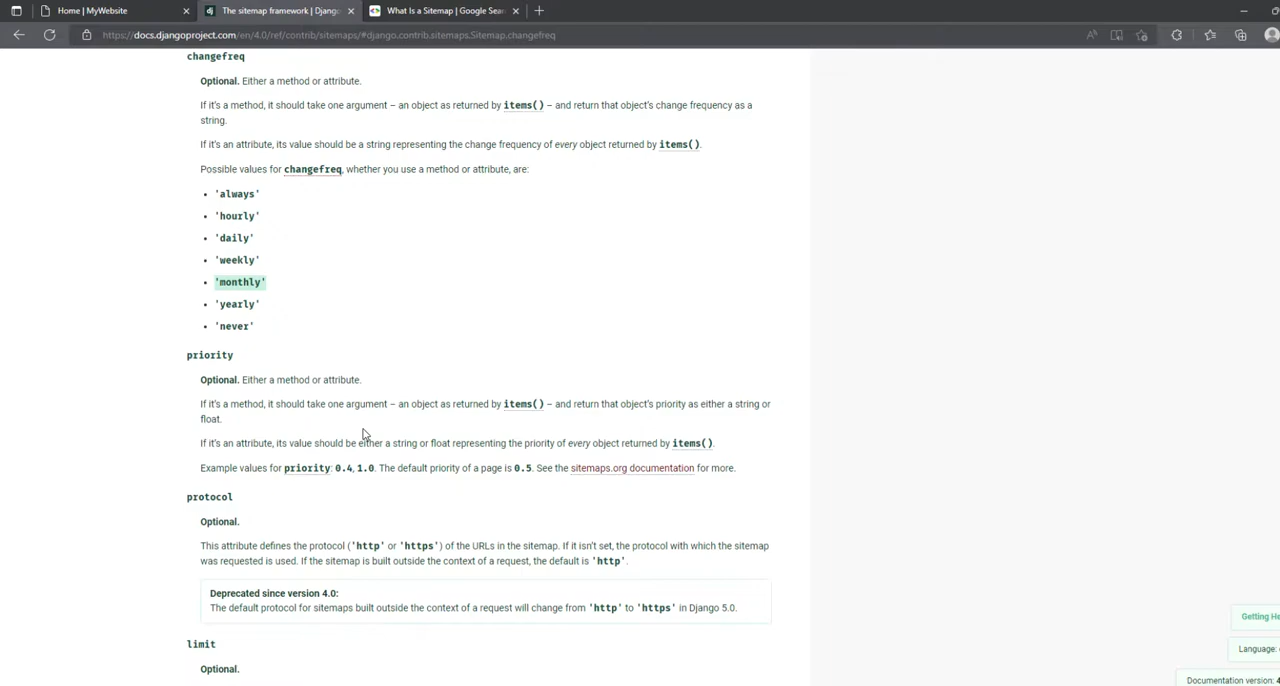 Home | MyWebsite
The sitemap framework | Django
What Is a Sitemap | Google Sear
https://docs.djangoproject.com/en/4.0/ref/contrib/sitemaps/#django.contrib.sitemaps.Sitemap.changefreq
changefreq
Optional. Either a method or attribute.
If it's a method, it should take one argument – an object as returned by items() – and return that object's change frequency as a
string.
If it's an attribute, its value should be a string representing the change frequency of every object returned by items().
Possible values for changefreq, whether you use a method or attribute, are:
• 'always'
• 'hourly'
• 'daily'
• 'weekly'
• 'monthly'
• 'yearly'
• 'never'
priority
Optional. Either a method or attribute.
If it's a method, it should take one argument – an object as returned by items() – and return that object's priority as either a string or
float.
If it's an attribute, its value should be either a string or float representing the priority of every object returned by items().
Example values for priority: 0.4, 1.0. The default priority of a page is 0.5. See the sitemaps.org documentation for more.
protocol
Optional.
This attribute defines the protocol ('http' or 'https') of the URLs in the sitemap. If it isn't set, the protocol with which the sitemap
was requested is used. If the sitemap is built outside the context of a request, the default is 'http'.
Deprecated since version 4.0:
The default protocol for sitemaps built outside the context of a request will change from 'http' to 'https' in Django 5.0.
limit
Optional.
Getting He
Language:
Documentation version: 4